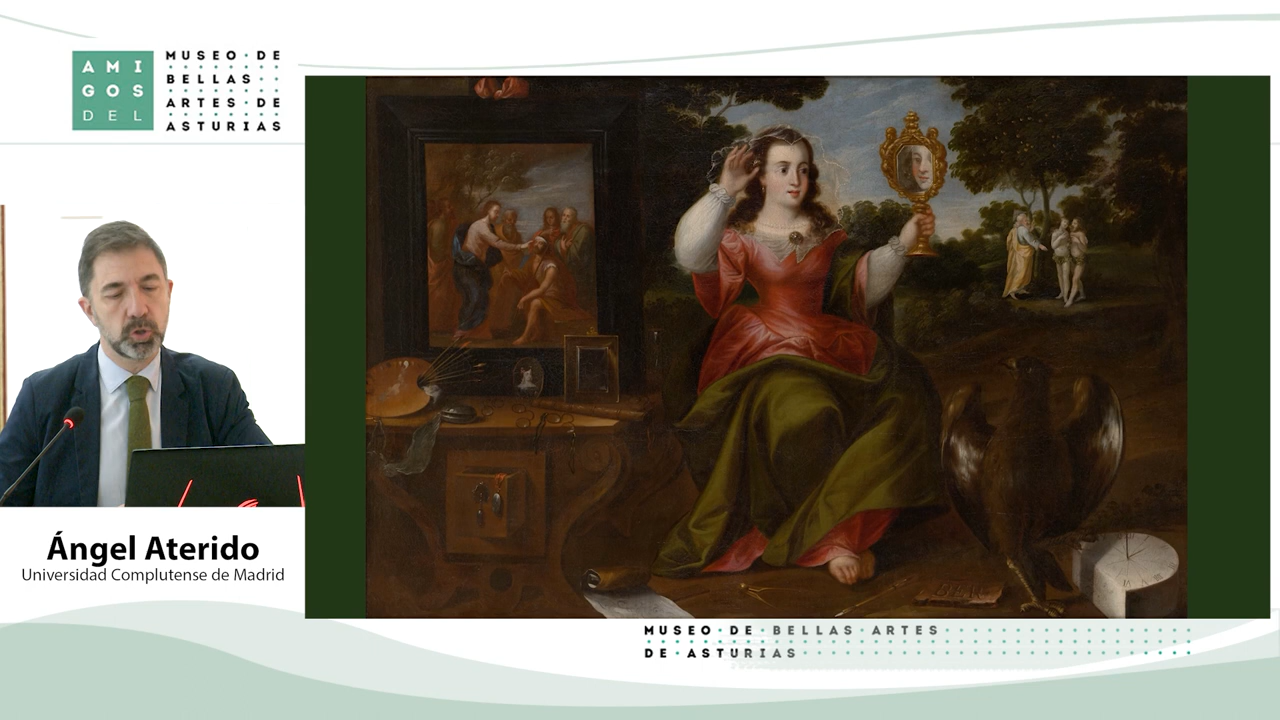 AMI
GOS
DEL
MUSEO·DE
BELLAS
ARTES·DE
ASTURIAS
Ángel Aterido
Universidad Complutense de Madrid
MUSEO·DE·BELLAS·ARTES
DE·ASTURIAS